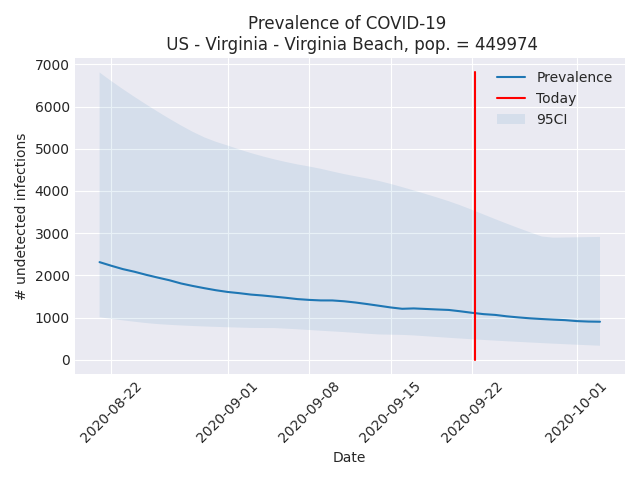 Prevalence of COVID-19
US - Virginia - Virginia Beach, pop. = 449974
7000
6000
5000
4000
3000
2000
1000
0
# undetected infections
Prevalence
Today
95CI
2020-08-22
2020-09-01
2020-09-08
2020-09-15
2020-09-22
2020-10-01
Date